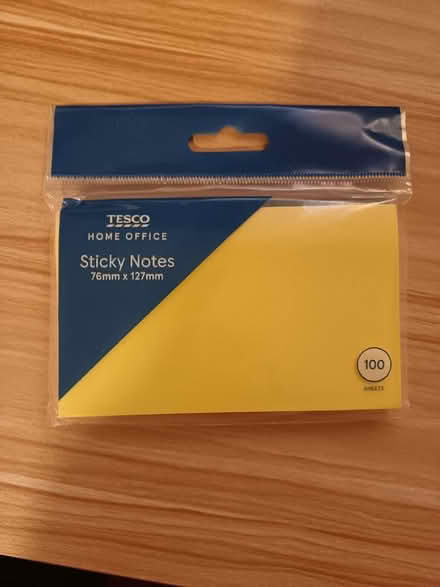 TESCO
HOME OFFICE
Sticky Notes
76mm x 127mm
100
SHEETS